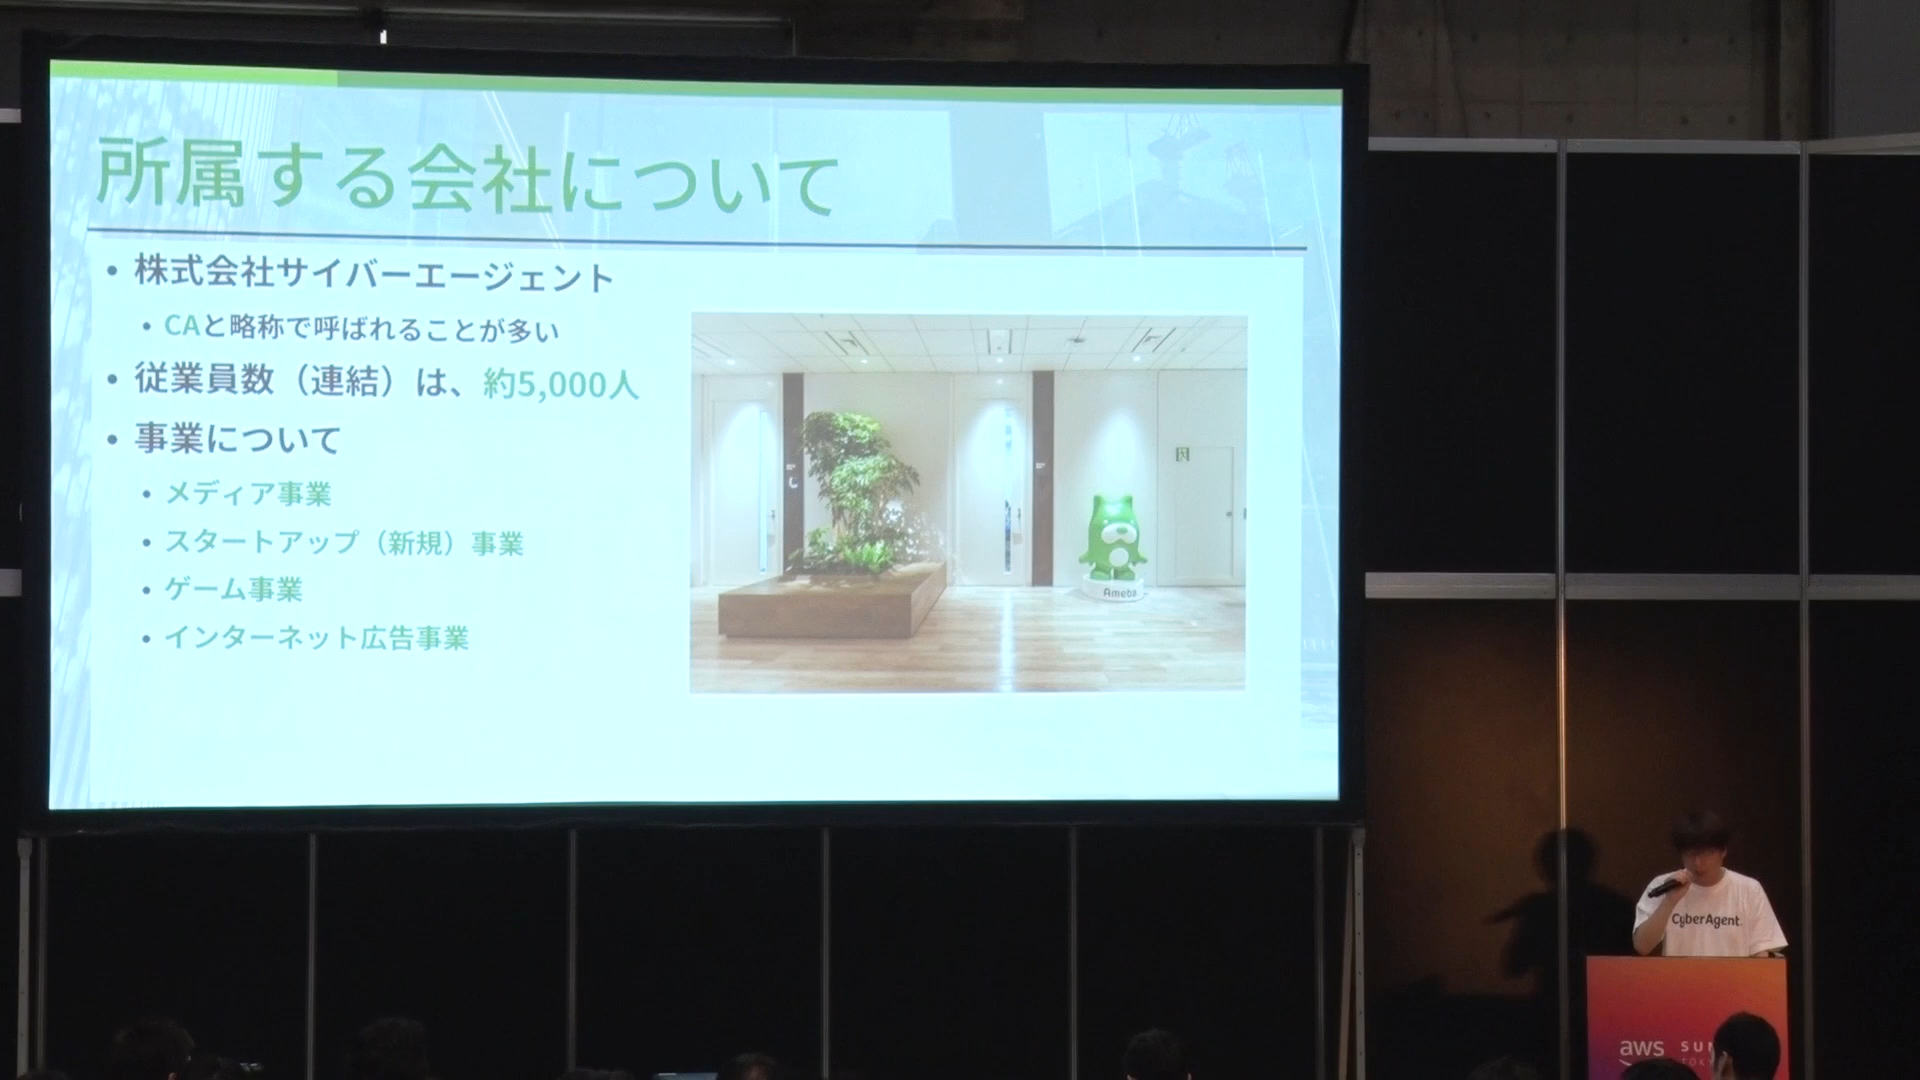 所属する会社について
• 株式会社サイバーエージェント
• CAと略称で呼ばれることが多い
• 従業員数（連結）は、約5,000人
• 事業について
• メディア事業
• スタートアップ（新規）事業
• ゲーム事業
• インターネット広告事業
Ameba
CyberAgent.
aws